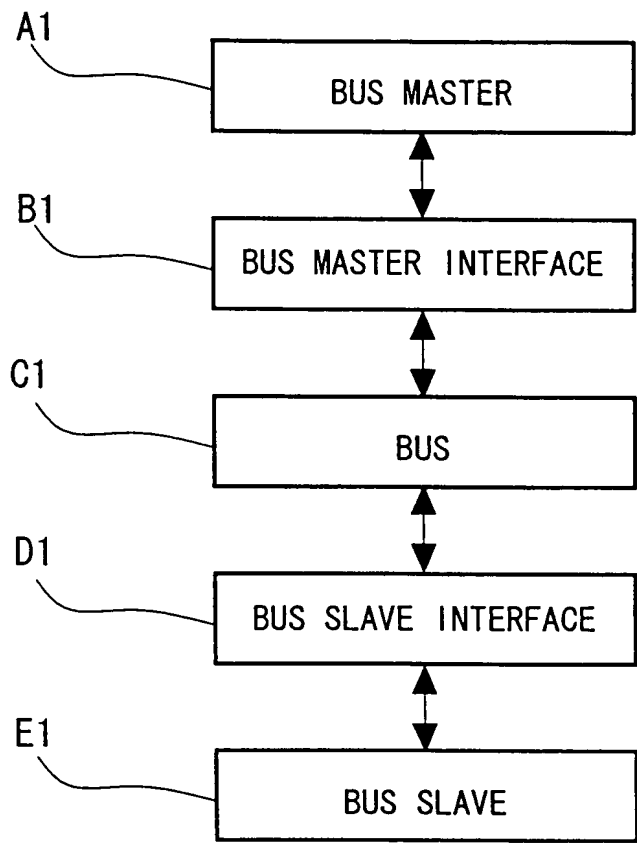 A1
BUS MASTER
B1
BUS MASTER INTERFACE
C1
BUS
D1
BUS SLAVE INTERFACE
E1
BUS SLAVE